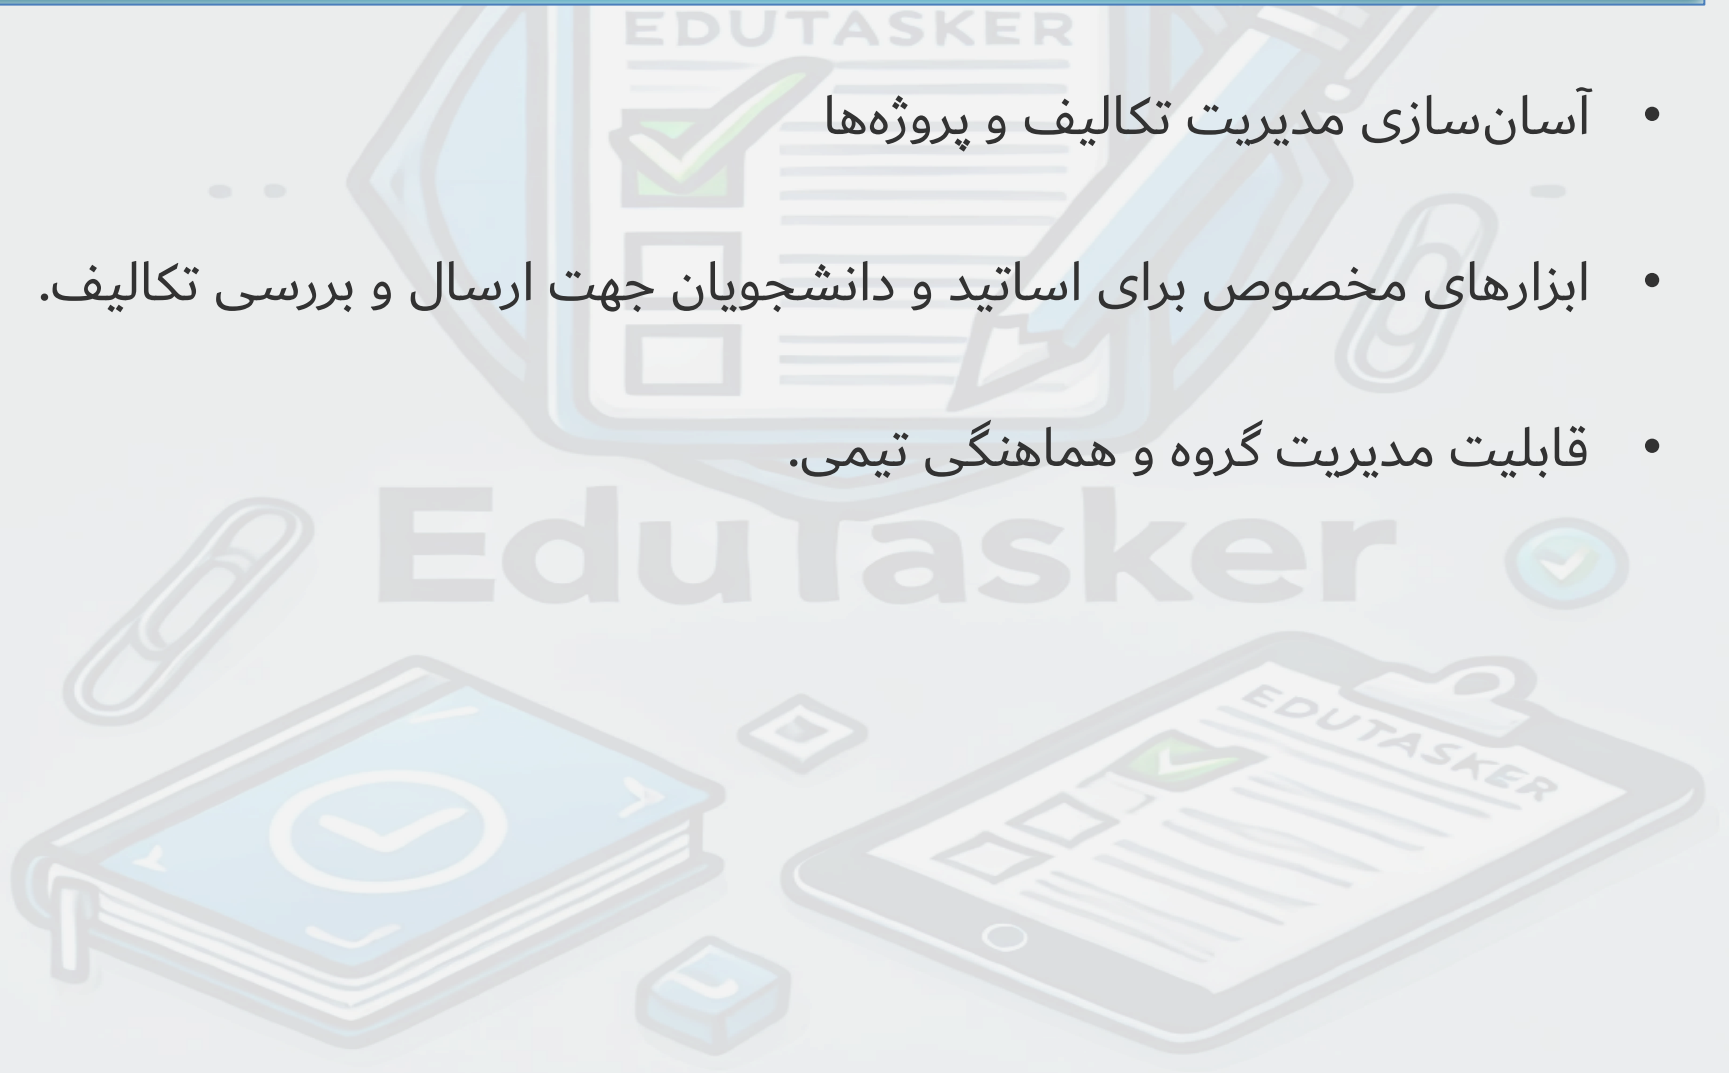 EDUTASKER
• آسان‌سازی مدیریت تکالیف و پروژه‌ها
• ابزارهای مخصوص برای اساتید و دانشجویان جهت ارسال و بررسی تکالیف.
• قابلیت مدیریت گروه و هماهنگی تیمی.
EduTasker
EDUTASKER